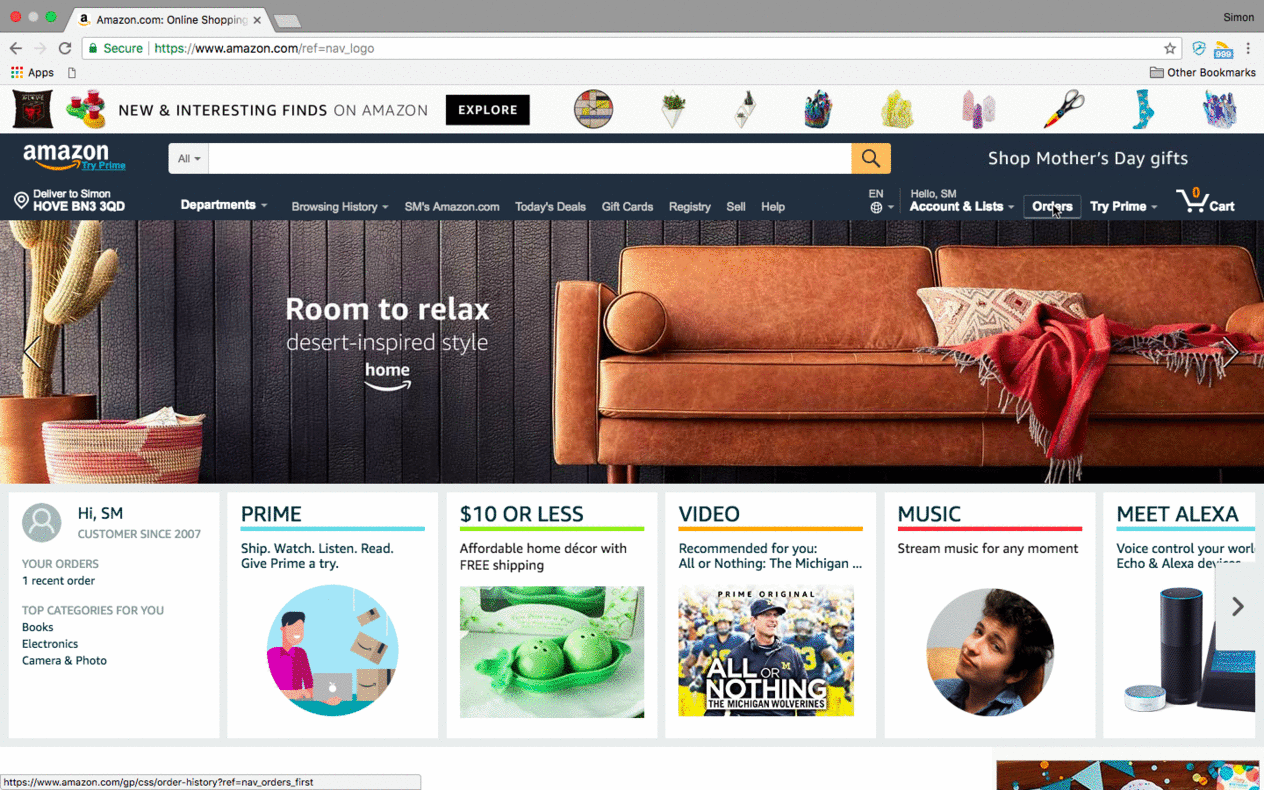 Amazon.com: Online Shopping
Simon
Secure
https://www.amazon.com/ref=nav_logo
999
Apps
Other Bookmarks
NEW & INTERESTING FINDS ON AMAZON
EXPLORE
amazon
Try Prime
All
Shop Mother's Day gifts
Deliver to Simon
HOVE BN3 3QD
Departments
Browsing History
SM's Amazon.com
Today's Deals
Gift Cards
Registry
Sell
Help
EN
Hello, SM
Account & Lists
Orders
Try Prime
0
Cart
Room to relax
desert-inspired style
home
Hi, SM
CUSTOMER SINCE 2007
YOUR ORDERS
1 recent order
TOP CATEGORIES FOR YOU
Books
Electronics
Camera & Photo
PRIME
Ship. Watch. Listen. Read.
Give Prime a try.
$10 OR LESS
Affordable home décor with
FREE shipping
VIDEO
Recommended for you:
All or Nothing: The Michigan ...
PRIME ORIGINAL
ALL OR
NOTHING
THE MICHIGAN WOLVERINES
MUSIC
Stream music for any moment
MEET ALEXA
Voice control your worl
Echo & Alexa devices
https://www.amazon.com/gp/css/order-history?ref=nav_orders_first